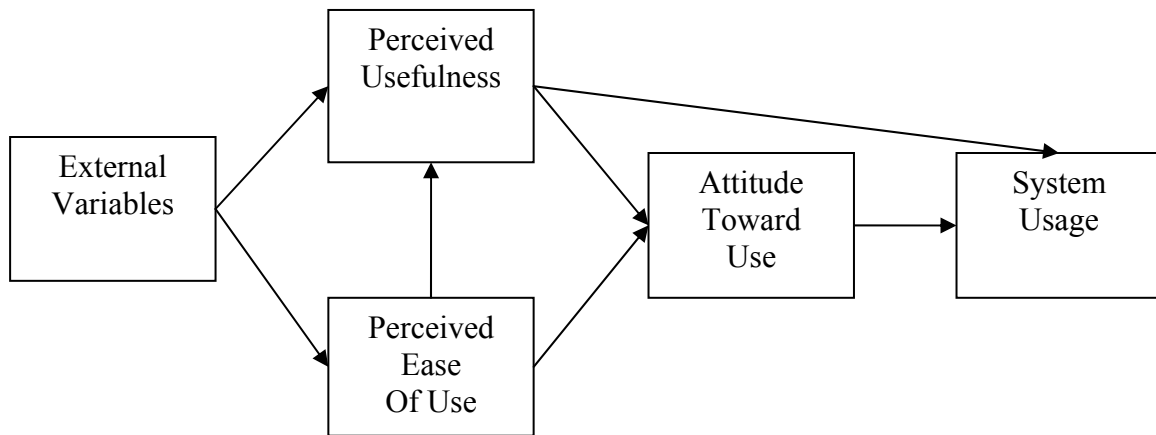 Perceived
Usefulness
External
Variables
Attitude
Toward
Use
System
Usage
Perceived
Ease
Of Use